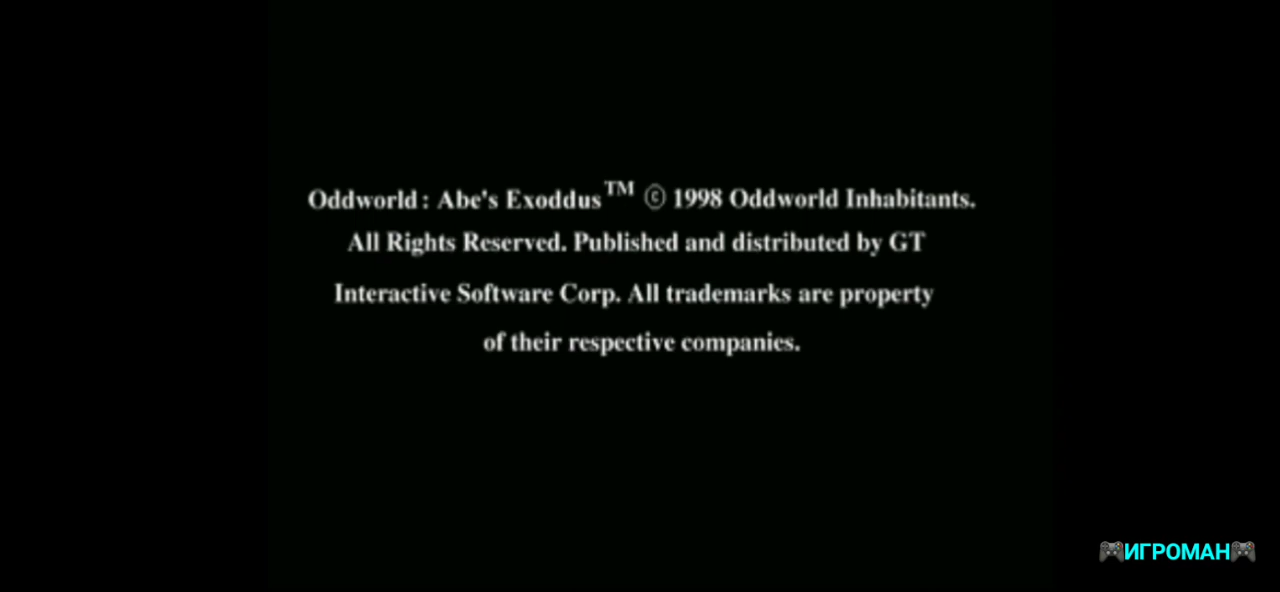 Oddworld: Abe's Exoddus™ © 1998 Oddworld Inhabitants.
All Rights Reserved. Published and distributed by GT
Interactive Software Corp. All trademarks are property
of their respective companies.
🎮ИГРОМАН🎮